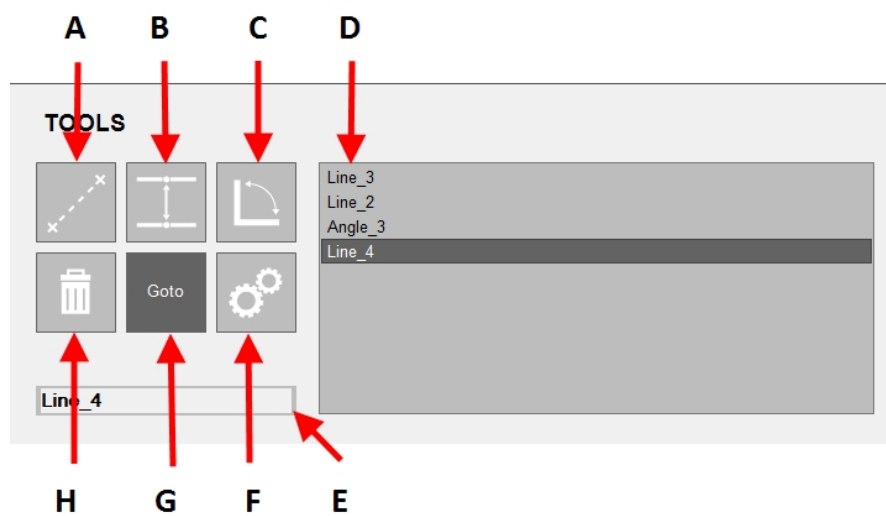 A B C D
TOOLS
Line_3
Line_2
Angle_3
Line_4
Goto
Line_4
H G F E